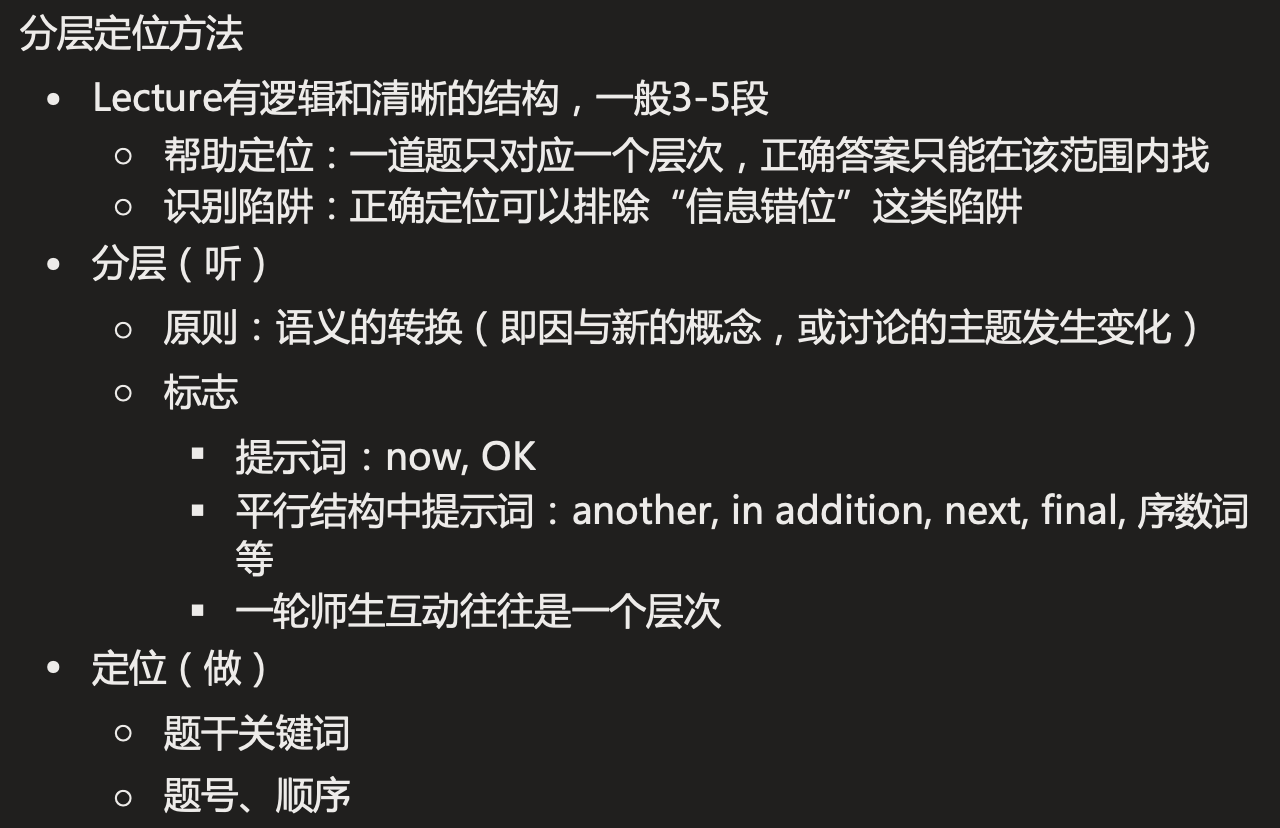 分层定位方法
• Lecture有逻辑和清晰的结构，一般3-5段
○ 帮助定位：一道题只对应一个层次，正确答案只能在该范围内找
○ 识别陷阱：正确定位可以排除“信息错位”这类陷阱
• 分层（听）
○ 原则：语义的转换（即因与新的概念，或讨论的主题发生变化）
○ 标志
▪ 提示词：now, OK
▪ 平行结构中提示词：another, in addition, next, final, 序数词
等
▪ 一轮师生互动往往是一个层次
• 定位（做）
○ 题干关键词
○ 题号、顺序